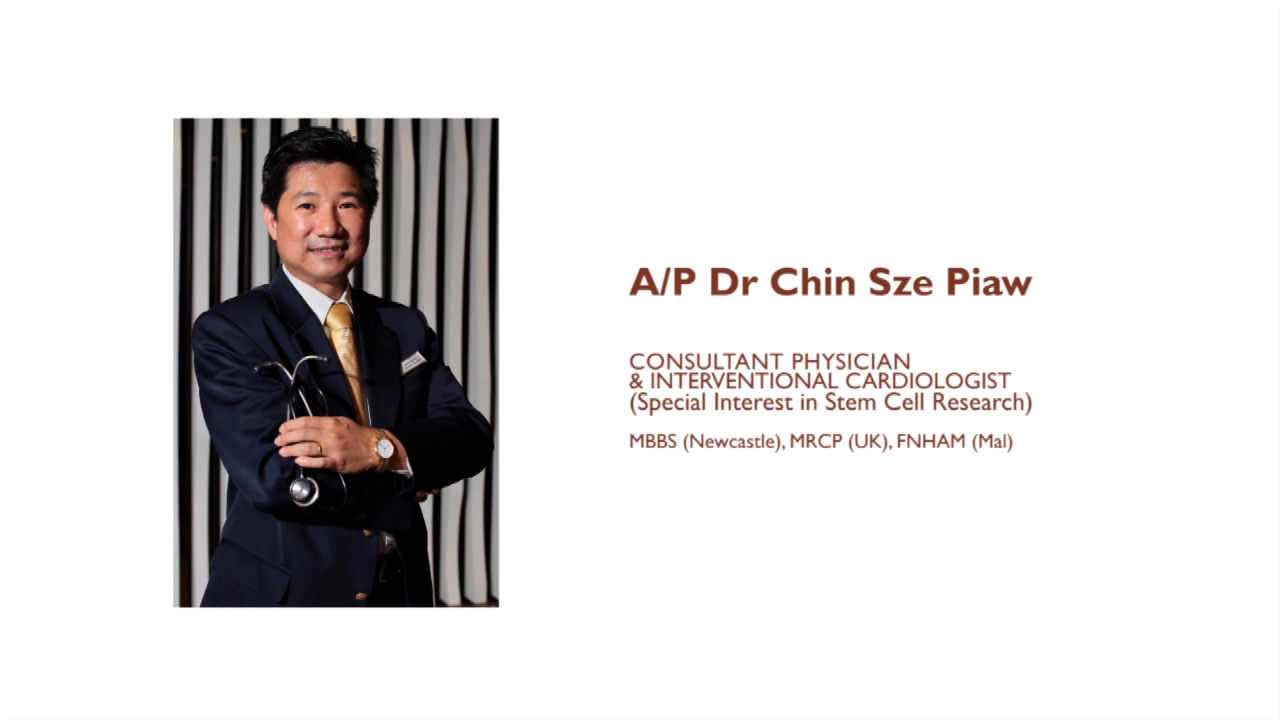 A/P Dr Chin Sze Piaw
CONSULTANT PHYSICIAN
& INTERVENTIONAL CARDIOLOGIST
(Special Interest in Stem Cell Research)
MBBS (Newcastle), MRCP (UK), FNHAM (Mal)